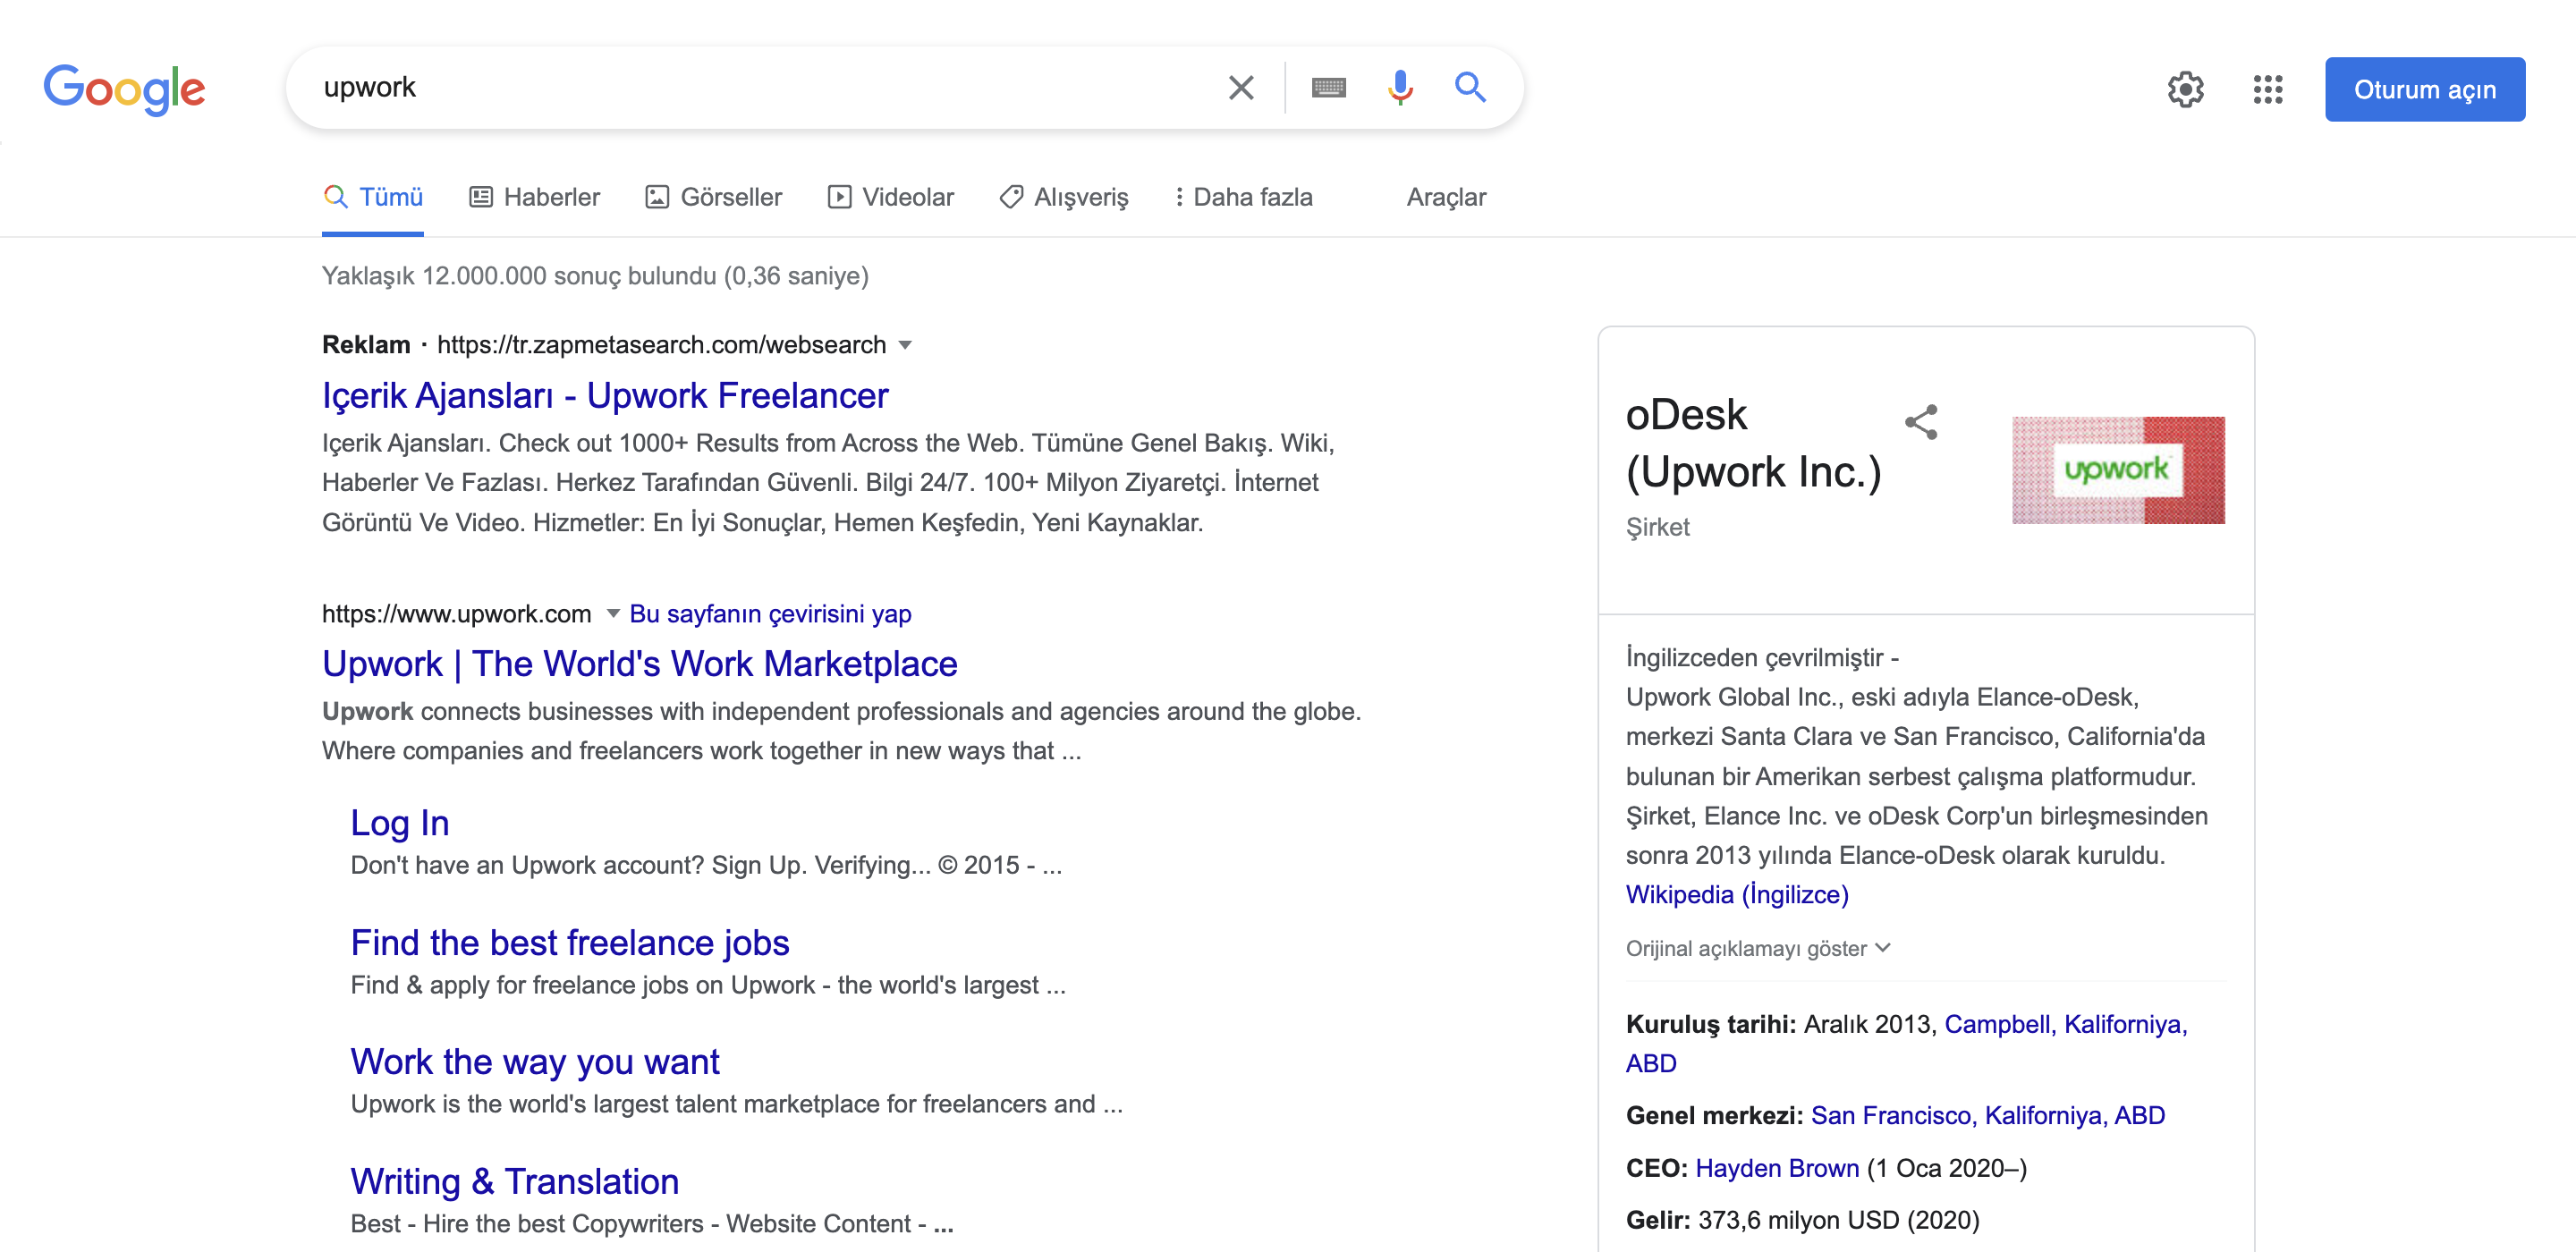 Google
upwork
Oturum açın
Tümü
Haberler
Görseller
Videolar
Alışveriş
Daha fazla
Araçlar
Yaklaşık 12.000.000 sonuç bulundu (0,36 saniye)
Reklam · https://tr.zapmetasearch.com/websearch
Içerik Ajansları - Upwork Freelancer
Içerik Ajansları. Check out 1000+ Results from Across the Web. Tümüne Genel Bakış. Wiki,
Haberler Ve Fazlası. Herkez Tarafından Güvenli. Bilgi 24/7. 100+ Milyon Ziyaretçi. İnternet
Görüntü Ve Video. Hizmetler: En İyi Sonuçlar, Hemen Keşfedin, Yeni Kaynaklar.
https://www.upwork.com Bu sayfanın çevirisini yap
Upwork | The World's Work Marketplace
Upwork connects businesses with independent professionals and agencies around the globe.
Where companies and freelancers work together in new ways that ...
Log In
Don't have an Upwork account? Sign Up. Verifying... © 2015 - ...
Find the best freelance jobs
Find & apply for freelance jobs on Upwork - the world's largest ...
Work the way you want
Upwork is the world's largest talent marketplace for freelancers and ...
Writing & Translation
Best - Hire the best Copywriters - Website Content - ...
oDesk
(Upwork Inc.)
Şirket
upwork
İngilizceden çevrilmiştir -
Upwork Global Inc., eski adıyla Elance-oDesk,
merkezi Santa Clara ve San Francisco, California'da
bulunan bir Amerikan serbest çalışma platformudur.
Şirket, Elance Inc. ve oDesk Corp'un birleşmesinden
sonra 2013 yılında Elance-oDesk olarak kuruldu.
Wikipedia (İngilizce)
Orijinal açıklamayı göster
Kuruluş tarihi: Aralık 2013, Campbell, Kaliforniya,
ABD
Genel merkezi: San Francisco, Kaliforniya, ABD
CEO: Hayden Brown (1 Oca 2020–)
Gelir: 373,6 milyon USD (2020)